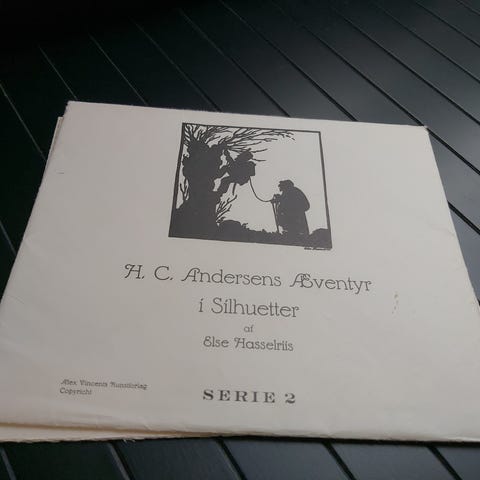 H. C. Andersens Æventyr
i Silhuetter
af
Else Hasselriis
Alex Vincents Kunstforlag
Copyright
SERIE 2